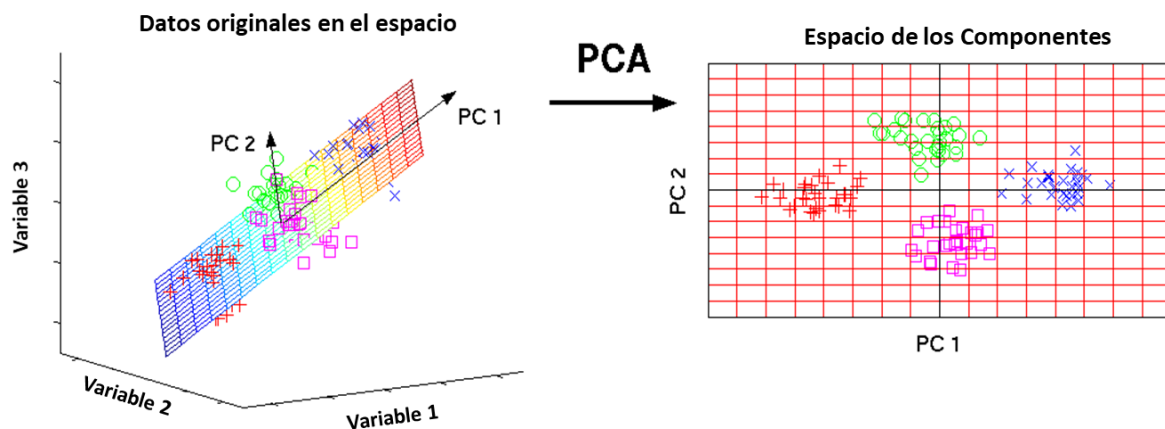 Datos originales en el espacio
PC 1
PC 2
Variable 3
Variable 2
Variable 1
PCA
Espacio de los Componentes
PC 2
PC 1